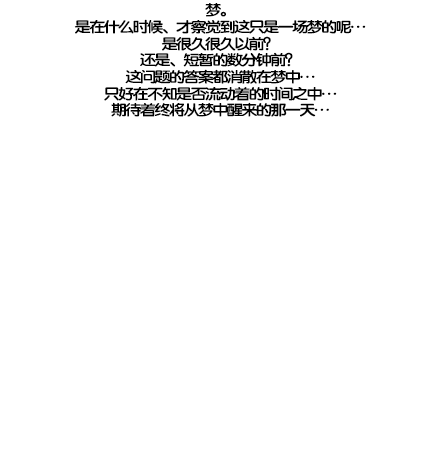 梦。
是在什么时候、才察觉到这只是一场梦的呢…
是很久很久以前?
还是、短暂的数分钟前?
这问题的答案都消散在梦中…
只好在不知是否流动着的时间之中…
期待着终将从梦中醒来的那一天…